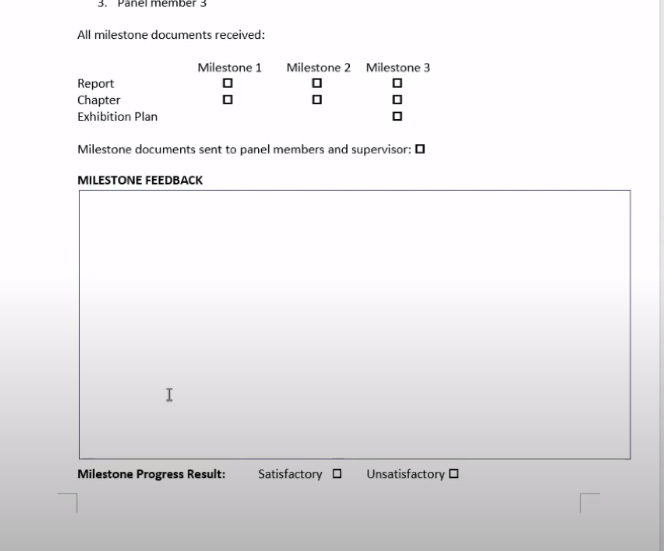 3. Panel member 3
All milestone documents received:
Milestone 1 Milestone 2 Milestone 3
Report ☐ ☐ ☐
Chapter ☐ ☐ ☐
Exhibition Plan ☐
Milestone documents sent to panel members and supervisor: ☐
MILESTONE FEEDBACK
Milestone Progress Result: Satisfactory ☐ Unsatisfactory ☐